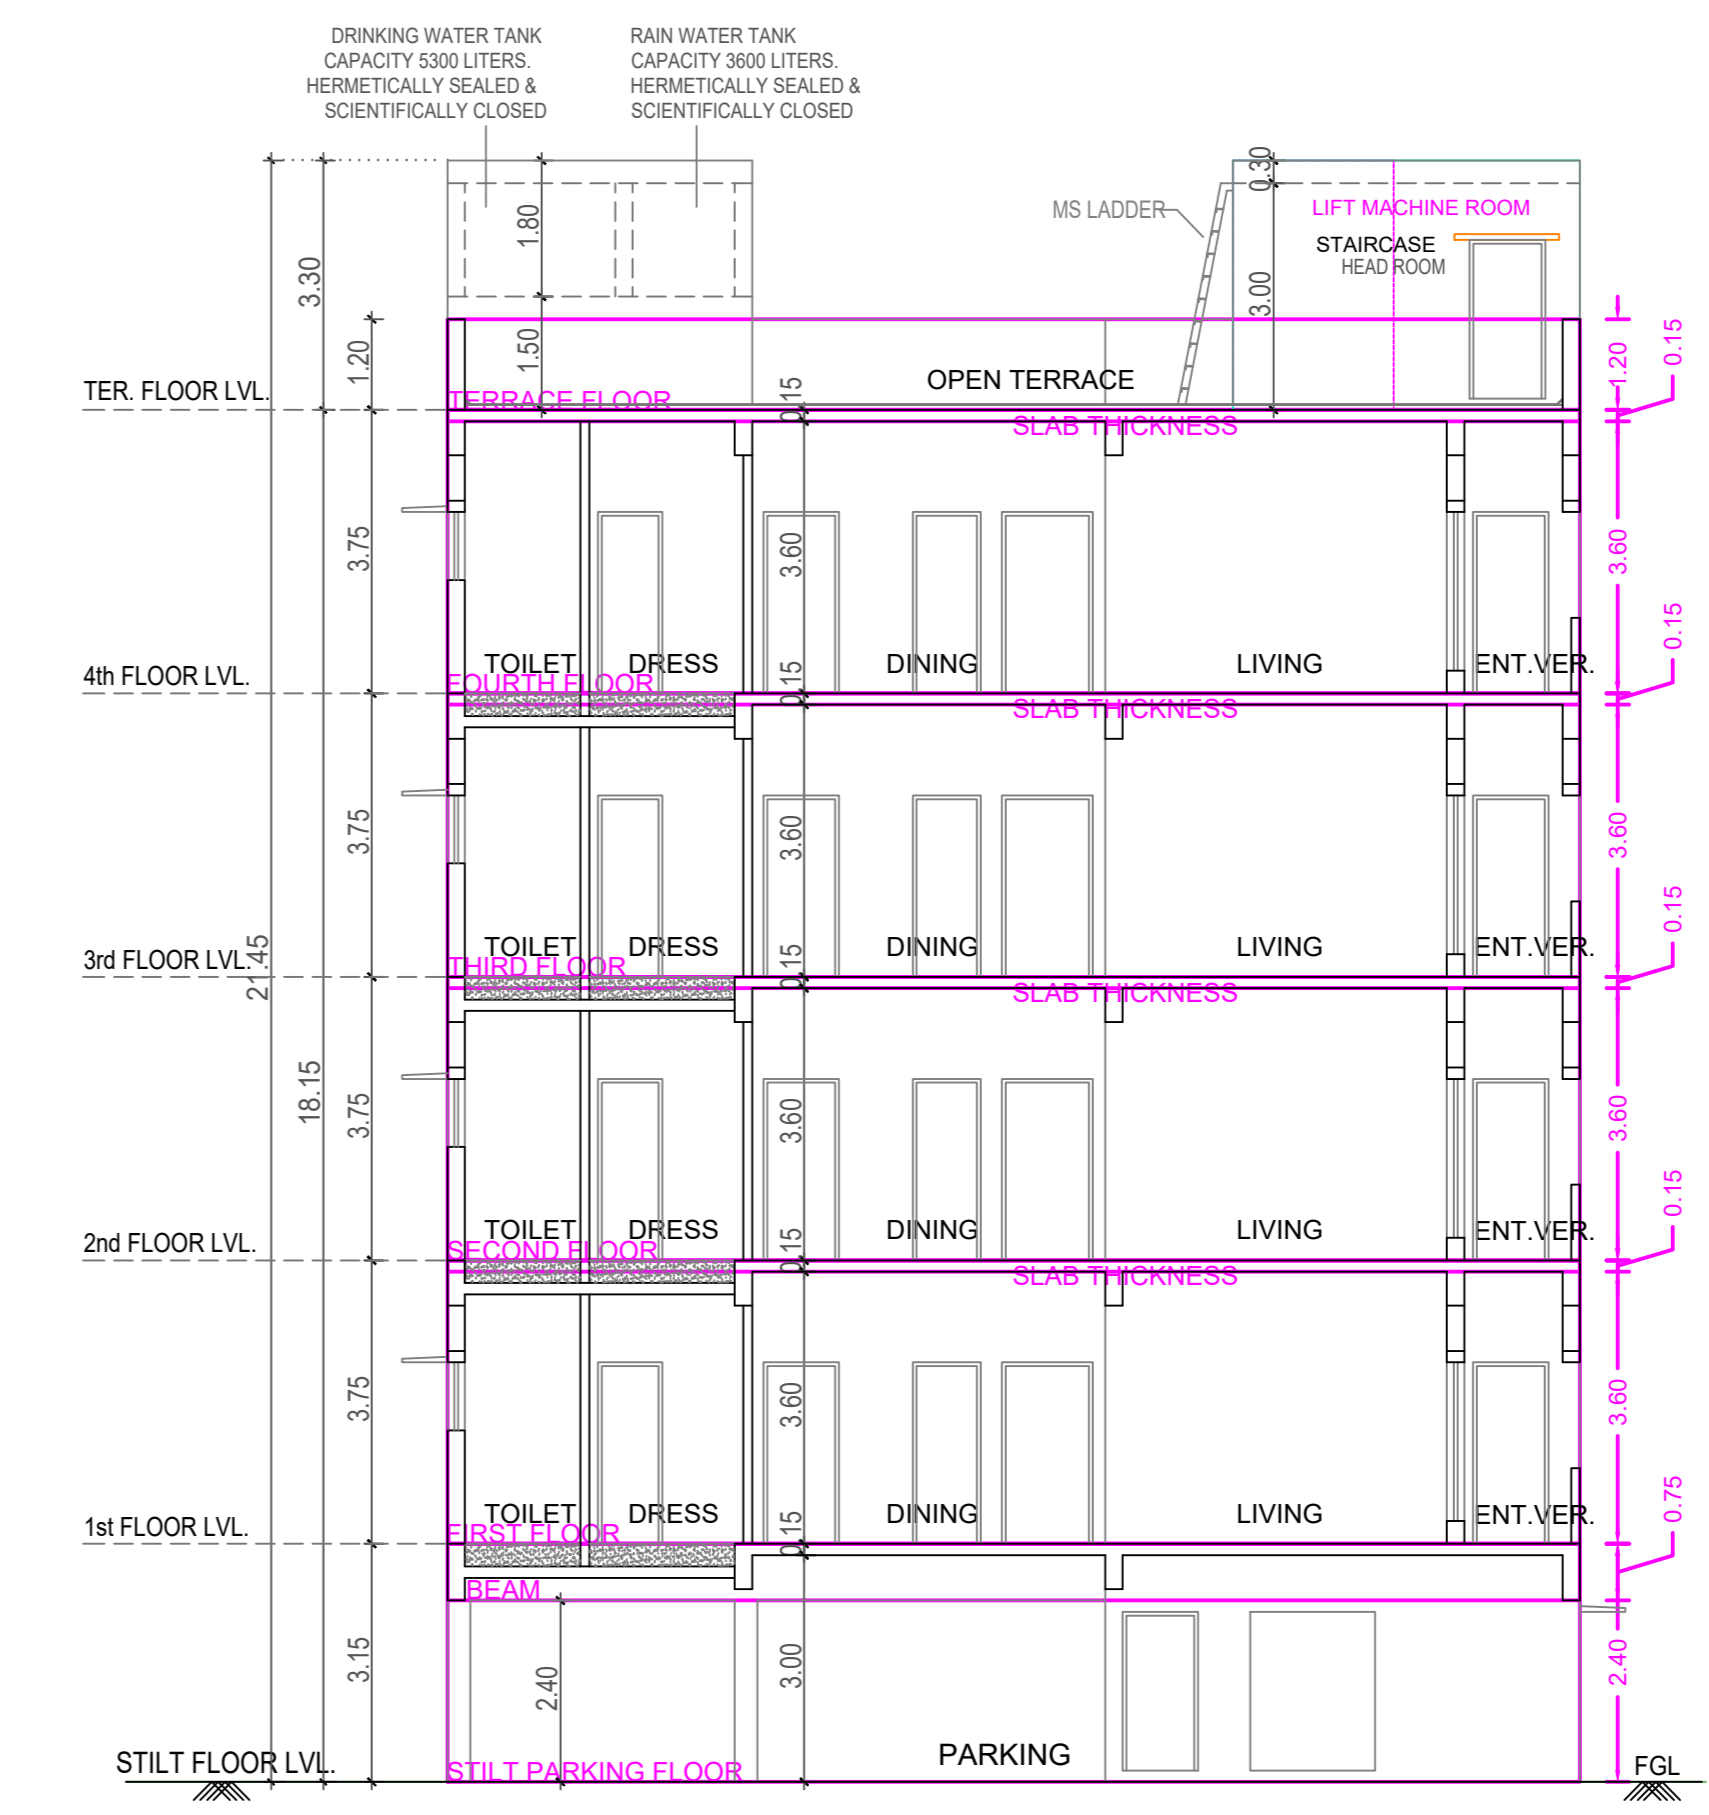 DRINKING WATER TANK
CAPACITY 5300 LITERS.
HERMETICALLY SEALED &
SCIENTIFICALLY CLOSED
RAIN WATER TANK
CAPACITY 3600 LITERS.
HERMETICALLY SEALED &
SCIENTIFICALLY CLOSED
0.30
MS LADDER
LIFT MACHINE ROOM
STAIRCASE
HEAD ROOM
1.80
3.30
3.00
1.50
1.20
1.20
0.15
OPEN TERRACE
TER. FLOOR LVL.
TERRACE FLOOR
0.15
SLAB THICKNESS
3.75
3.60
3.60
0.15
TOILET
DRESS
DINING
LIVING
ENT.VER.
4th FLOOR LVL.
FOURTH FLOOR
0.15
SLAB THICKNESS
3.75
3.60
3.60
0.15
TOILET
DRESS
DINING
LIVING
ENT.VER.
3rd FLOOR LVL.
21.45
THIRD FLOOR
0.15
SLAB THICKNESS
18.15
3.75
3.60
3.60
0.15
TOILET
DRESS
DINING
LIVING
ENT.VER.
2nd FLOOR LVL.
SECOND FLOOR
0.15
SLAB THICKNESS
3.75
3.60
3.60
0.75
TOILET
DRESS
DINING
LIVING
ENT.VER.
1st FLOOR LVL.
FIRST FLOOR
0.15
BEAM
3.15
2.40
3.00
2.40
PARKING
STILT FLOOR LVL.
STILT PARKING FLOOR
FGL